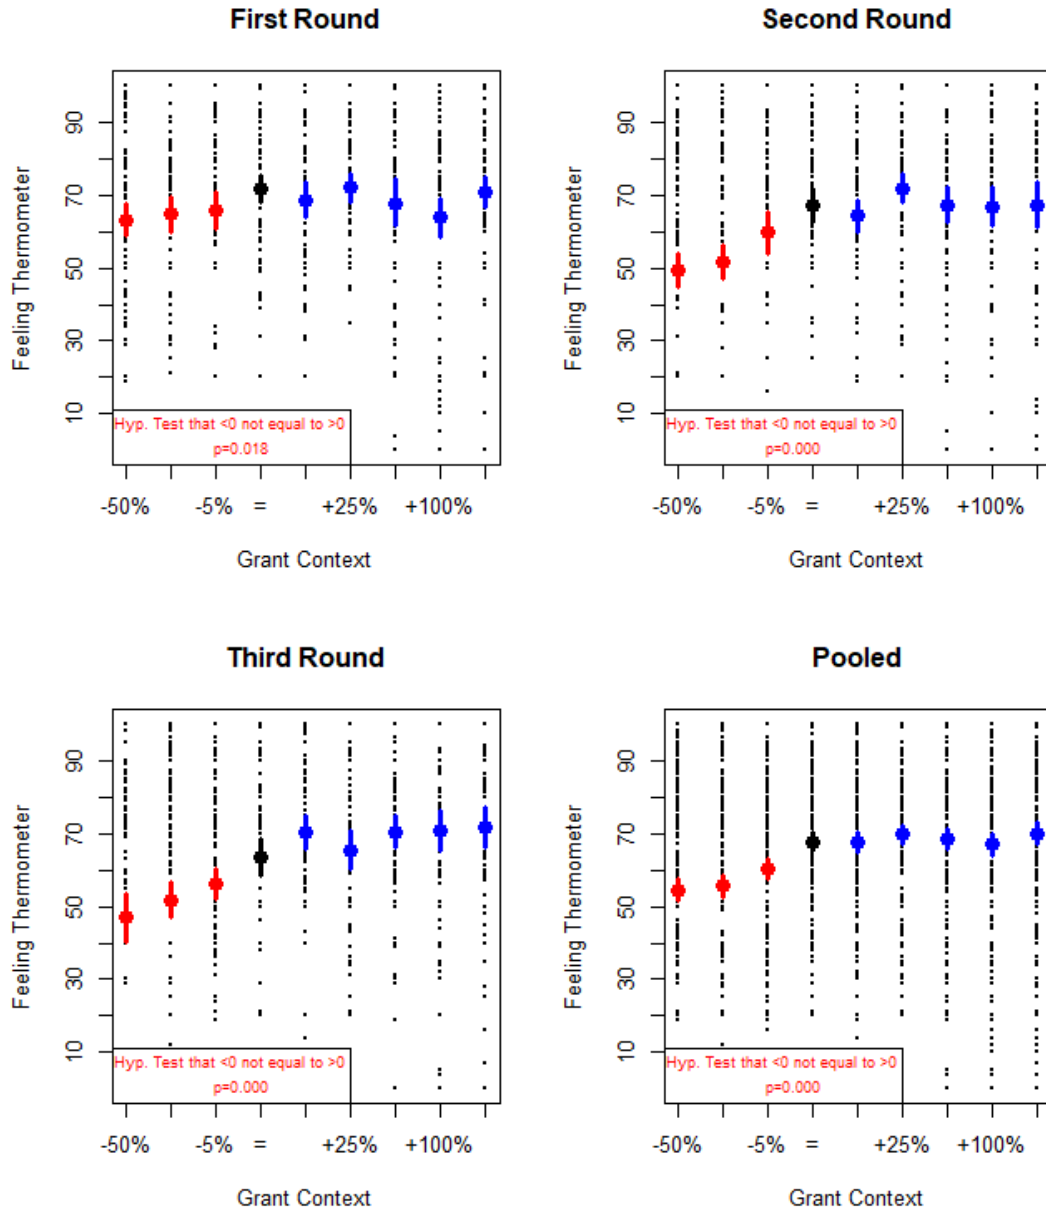 First Round
Feeling Thermometer
90
70
50
30
10
Hyp. Test that <0 not equal to >0
p=0.018
-50% -5% = +25% +100%
Grant Context
Second Round
Feeling Thermometer
90
70
50
30
10
Hyp. Test that <0 not equal to >0
p=0.000
-50% -5% = +25% +100%
Grant Context
Third Round
Feeling Thermometer
90
70
50
30
10
Hyp. Test that <0 not equal to >0
p=0.000
-50% -5% = +25% +100%
Grant Context
Pooled
Feeling Thermometer
90
70
50
30
10
Hyp. Test that <0 not equal to >0
p=0.000
-50% -5% = +25% +100%
Grant Context